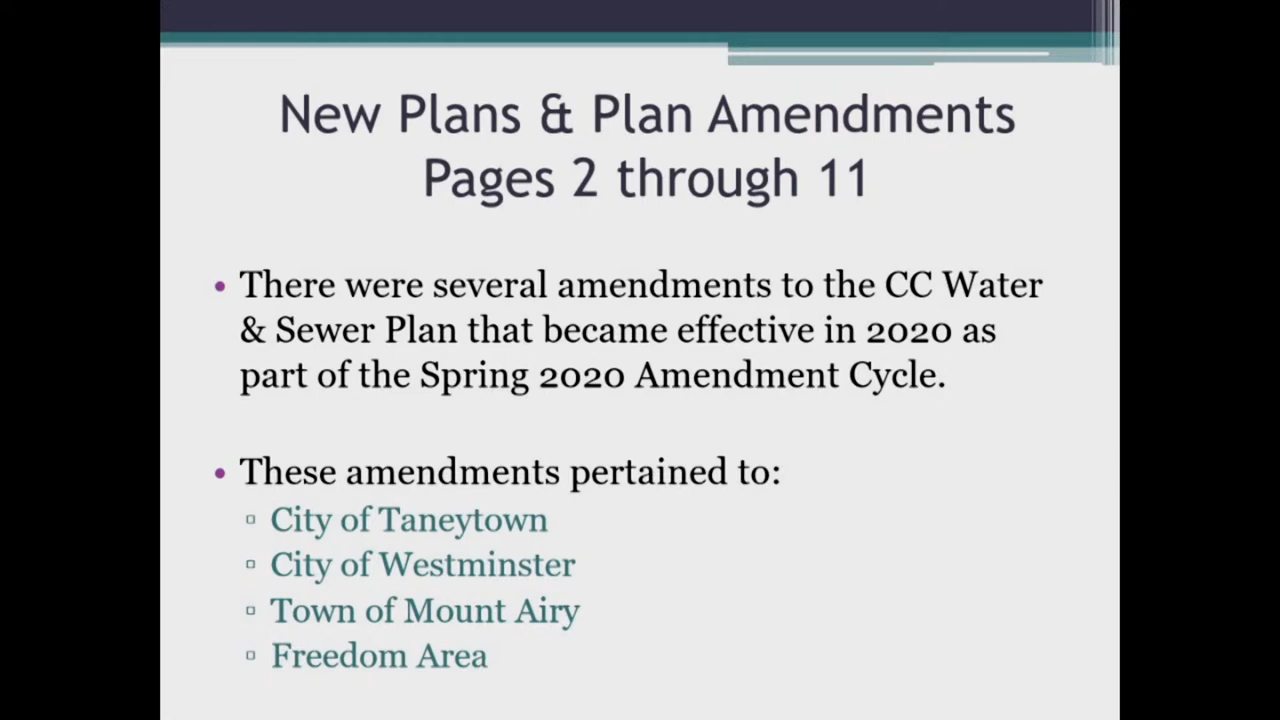 New Plans & Plan Amendments
Pages 2 through 11
• There were several amendments to the CC Water
& Sewer Plan that became effective in 2020 as
part of the Spring 2020 Amendment Cycle.
• These amendments pertained to:
▫ City of Taneytown
▫ City of Westminster
▫ Town of Mount Airy
▫ Freedom Area